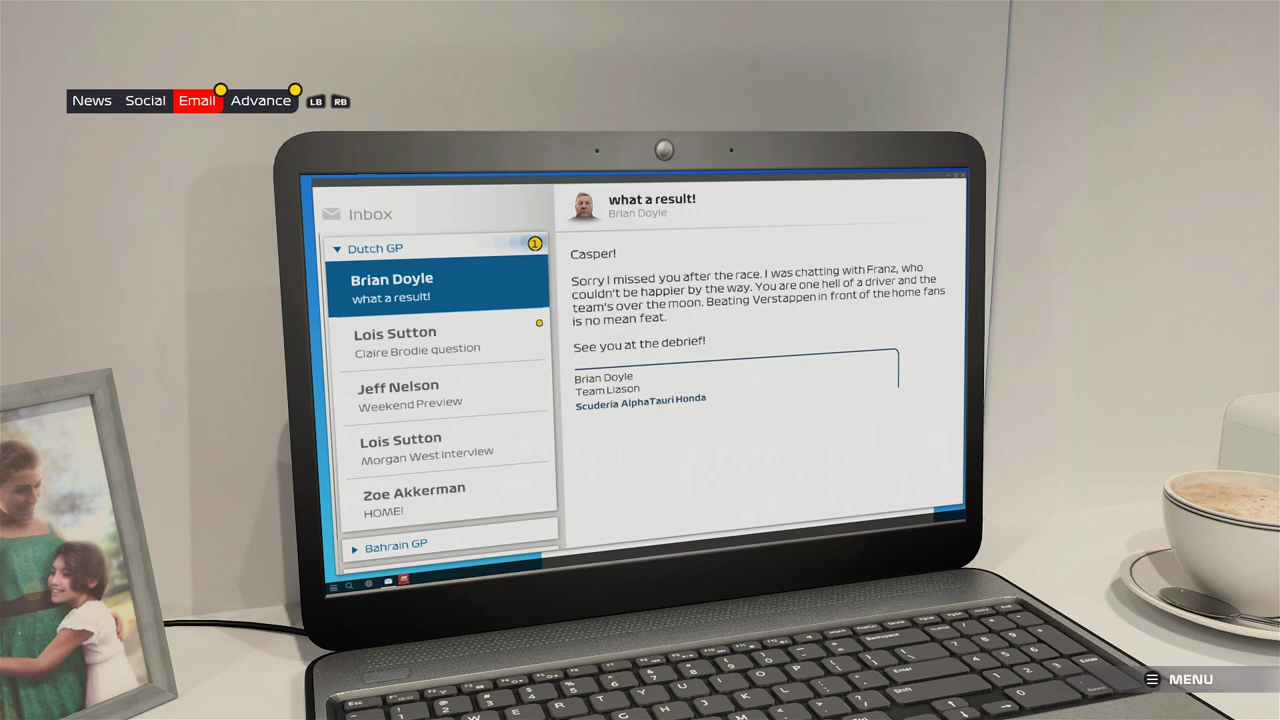 News Social Email Advance LB RB
Inbox
Dutch GP 1
Brian Doyle
what a result!
Lois Sutton
Claire Brodie question
Jeff Nelson
Weekend Preview
Lois Sutton
Morgan West interview
Zoe Akkerman
HOME!
Bahrain GP
what a result!
Brian Doyle
Casper!
Sorry I missed you after the race. I was chatting with Franz, who
couldn't be happier by the way. You are one hell of a driver and the
team's over the moon. Beating Verstappen in front of the home fans
is no mean feat.
See you at the debrief!
Brian Doyle
Team Liason
Scuderia AlphaTauri Honda
MENU